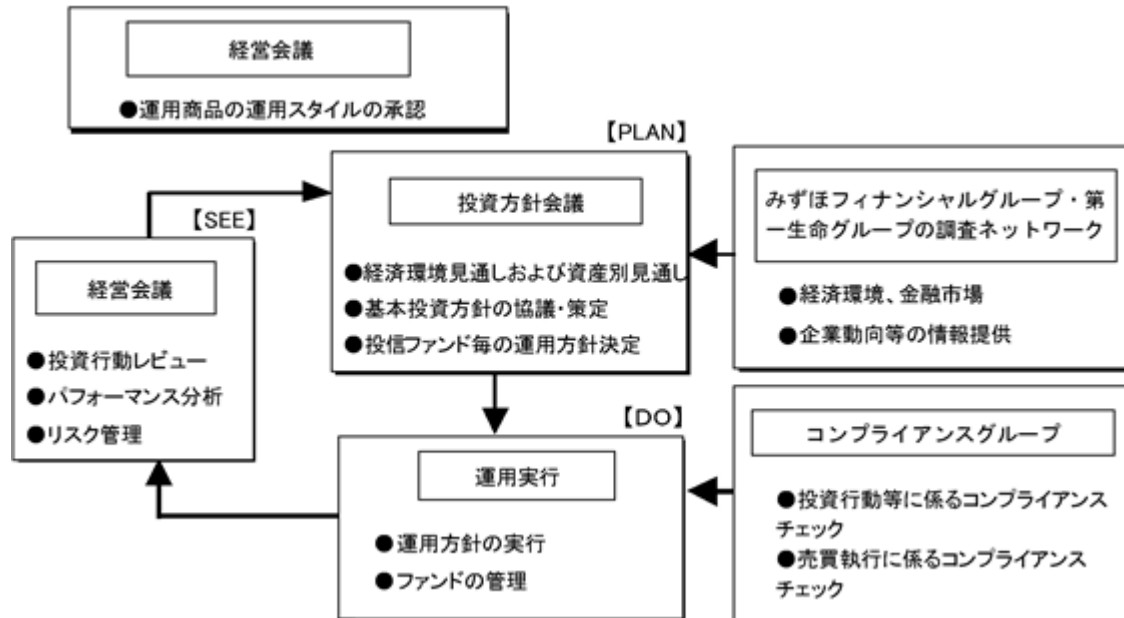 経営会議
●運用商品の運用スタイルの承認
【PLAN】
投資方針会議
●経済環境見通しおよび資産別見通し
●基本投資方針の協議・策定
●投信ファンド毎の運用方針決定
みずほフィナンシャルグループ・第
一生命グループの調査ネットワーク
●経済環境、金融市場
●企業動向等の情報提供
【SEE】
経営会議
●投資行動レビュー
●パフォーマンス分析
●リスク管理
【DO】
運用実行
●運用方針の実行
●ファンドの管理
コンプライアンスグループ
●投資行動等に係るコンプライアンス
チェック
●売買執行に係るコンプライアンス
チェック